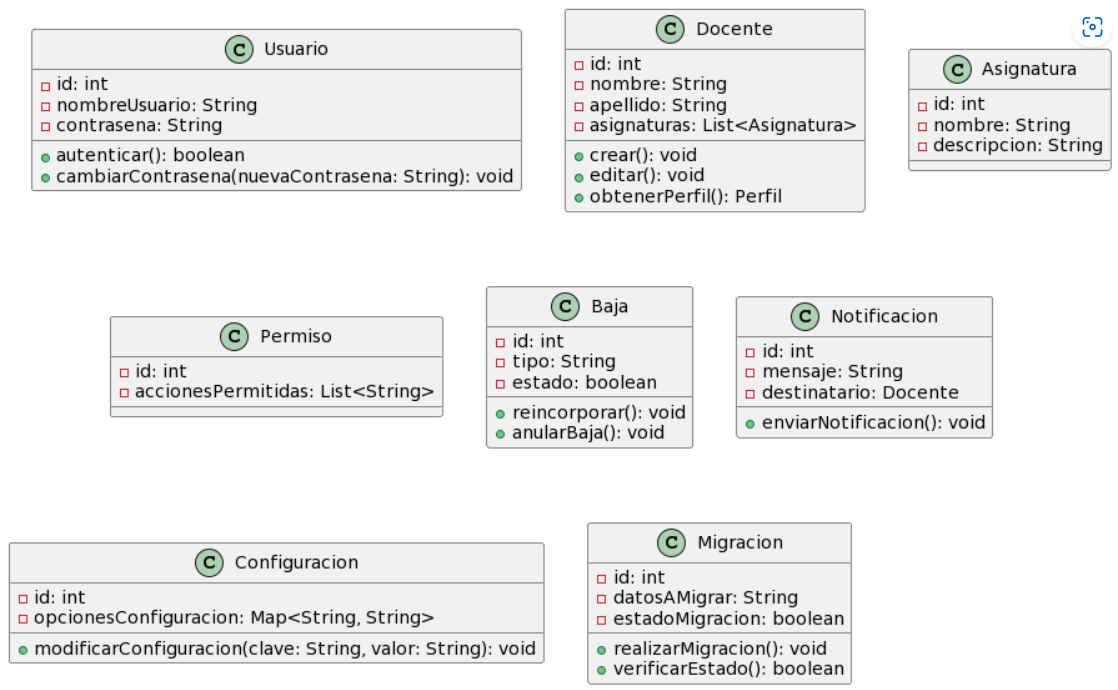 C Usuario
id: int
nombreUsuario: String
contrasena: String
autenticar(): boolean
cambiarContrasena(nuevaContrasena: String): void
C Docente
id: int
nombre: String
apellido: String
asignaturas: List<Asignatura>
crear(): void
editar(): void
obtenerPerfil(): Perfil
C Asignatura
id: int
nombre: String
descripcion: String
C Permiso
id: int
accionesPermitidas: List<String>
C Baja
id: int
tipo: String
estado: boolean
reincorporar(): void
anularBaja(): void
C Notificacion
id: int
mensaje: String
destinatario: Docente
enviarNotificacion(): void
C Configuracion
id: int
opcionesConfiguracion: Map<String, String>
modificarConfiguracion(clave: String, valor: String): void
C Migracion
id: int
datosAMigrar: String
estadoMigracion: boolean
realizarMigracion(): void
verificarEstado(): boolean